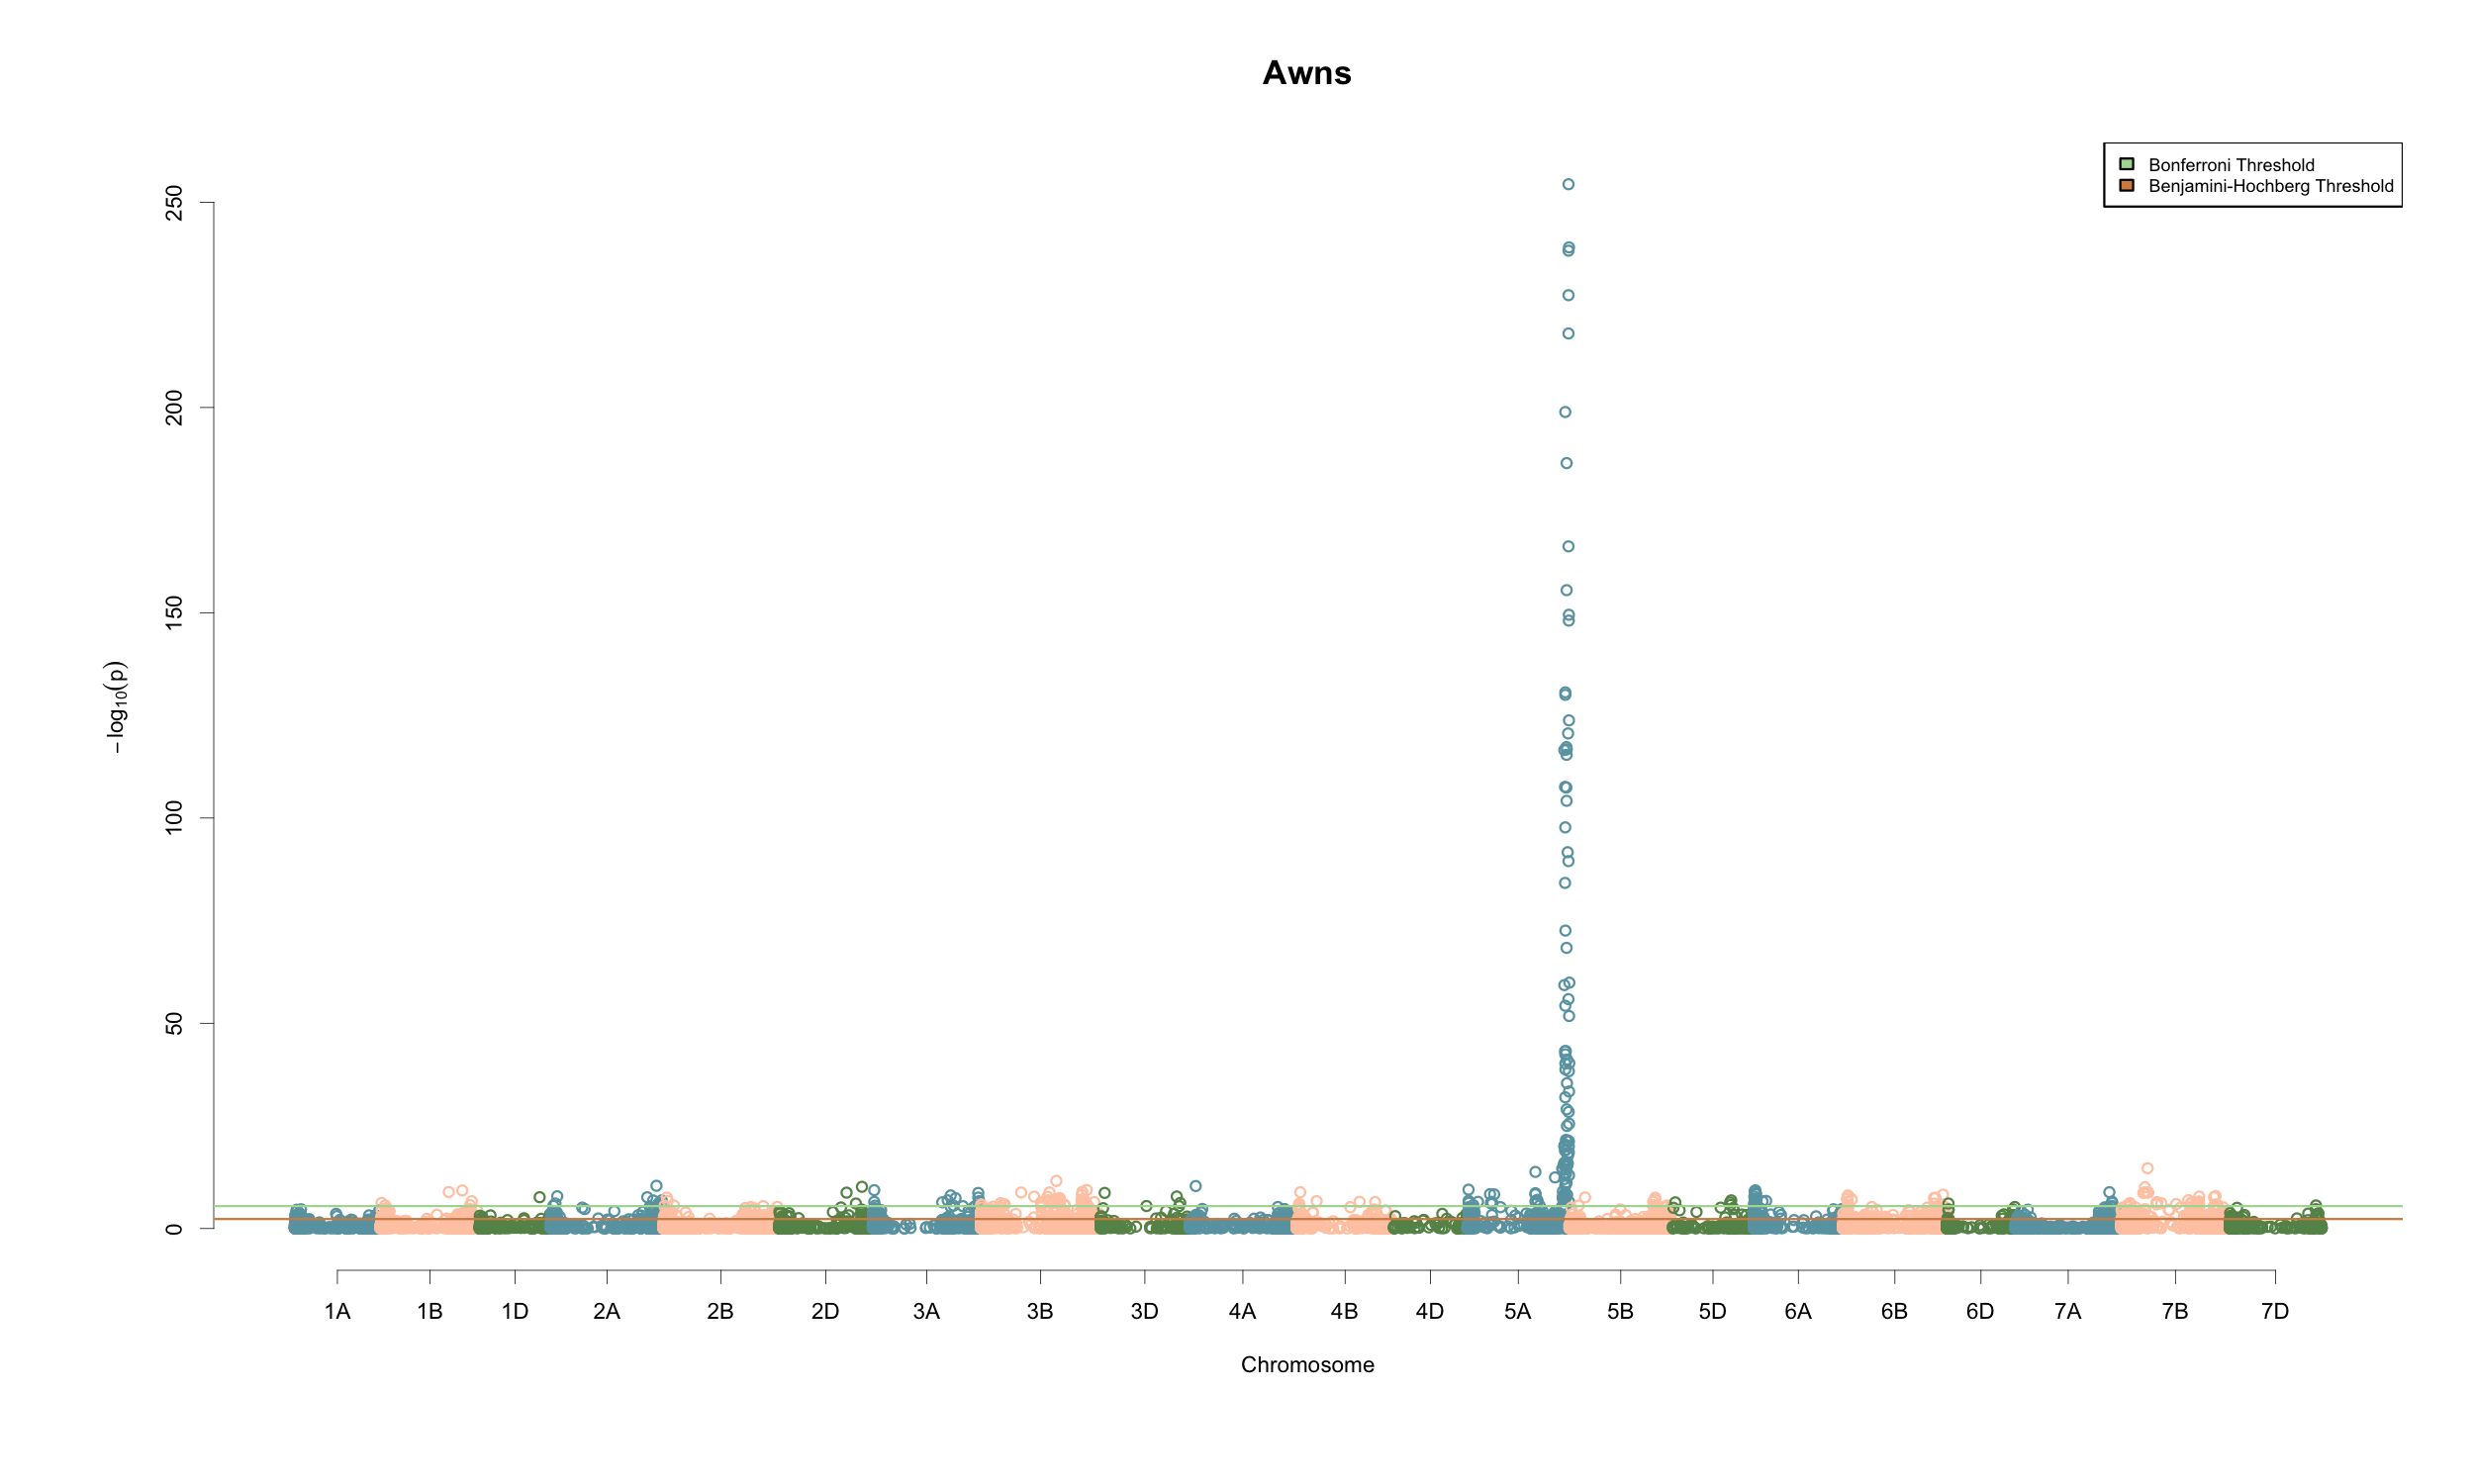 Awns
Bonferroni Threshold
Benjamini-Hochberg Threshold
250
200
150
100
50
0
−log10(p)
1A 1B 1D 2A 2B 2D 3A 3B 3D 4A 4B 4D 5A 5B 5D 6A 6B 6D 7A 7B 7D
Chromosome